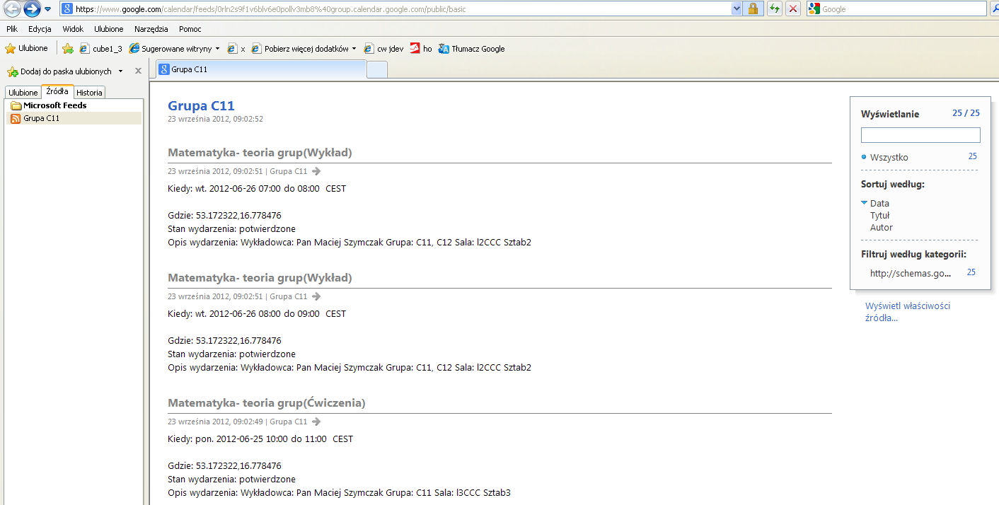 https://www.google.com/calendar/feeds/0rln2s9f1v6blv6e0pollv3mb8%40group.calendar.google.com/public/basic
Google
Plik Edycja Widok Ulubione Narzędzia Pomoc
Ulubione cube1_3 Sugerowane witryny x Pobierz więcej dodatków cw jdev ho Tłumacz Google
Dodaj do paska ulubionych
Grupa C11
Ulubione Źródła Historia
Microsoft Feeds
Grupa C11
Grupa C11
23 września 2012, 09:02:52
Matematyka- teoria grup(Wykład)
23 września 2012, 09:02:51 | Grupa C11
Kiedy: wt. 2012-06-26 07:00 do 08:00 CEST
Gdzie: 53.172322,16.778476
Stan wydarzenia: potwierdzone
Opis wydarzenia: Wykładowca: Pan Maciej Szymczak Grupa: C11, C12 Sala: l2CCC Sztab2
Matematyka- teoria grup(Wykład)
23 września 2012, 09:02:51 | Grupa C11
Kiedy: wt. 2012-06-26 08:00 do 09:00 CEST
Gdzie: 53.172322,16.778476
Stan wydarzenia: potwierdzone
Opis wydarzenia: Wykładowca: Pan Maciej Szymczak Grupa: C11, C12 Sala: l2CCC Sztab2
Matematyka- teoria grup(Ćwiczenia)
23 września 2012, 09:02:49 | Grupa C11
Kiedy: pon. 2012-06-25 10:00 do 11:00 CEST
Gdzie: 53.172322,16.778476
Stan wydarzenia: potwierdzone
Opis wydarzenia: Wykładowca: Pan Maciej Szymczak Grupa: C11 Sala: l3CCC Sztab3
Wyświetlanie 25 / 25
Wszystko 25
Sortuj według:
Data
Tytuł
Autor
Filtruj według kategorii:
http://schemas.go... 25
Wyświetl właściwości
źródła...